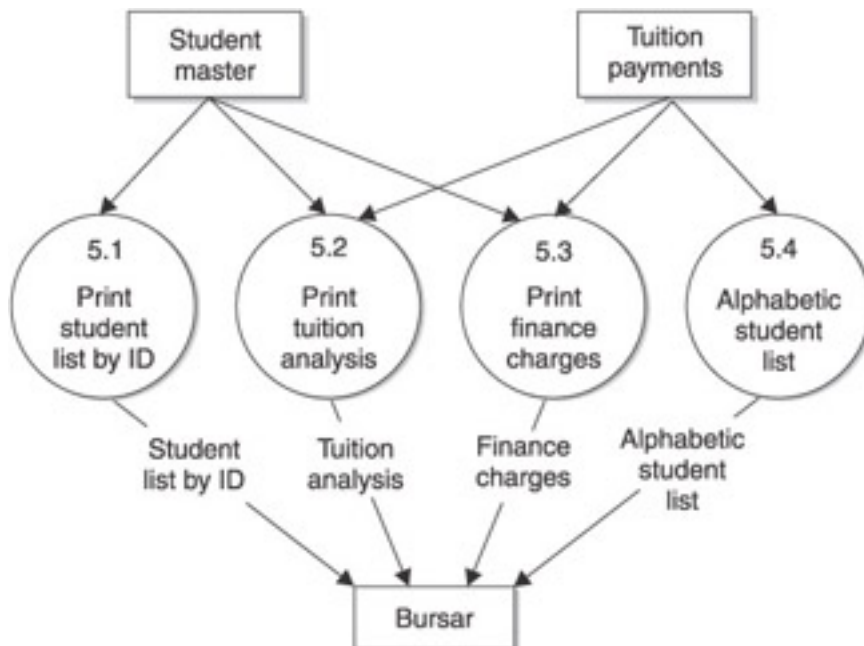 Student
master
Tuition
payments
5.1
Print
student
list by ID
5.2
Print
tuition
analysis
5.3
Print
finance
charges
5.4
Alphabetic
student
list
Student
list by ID
Tuition
analysis
Finance
charges
Alphabetic
student
list
Bursar